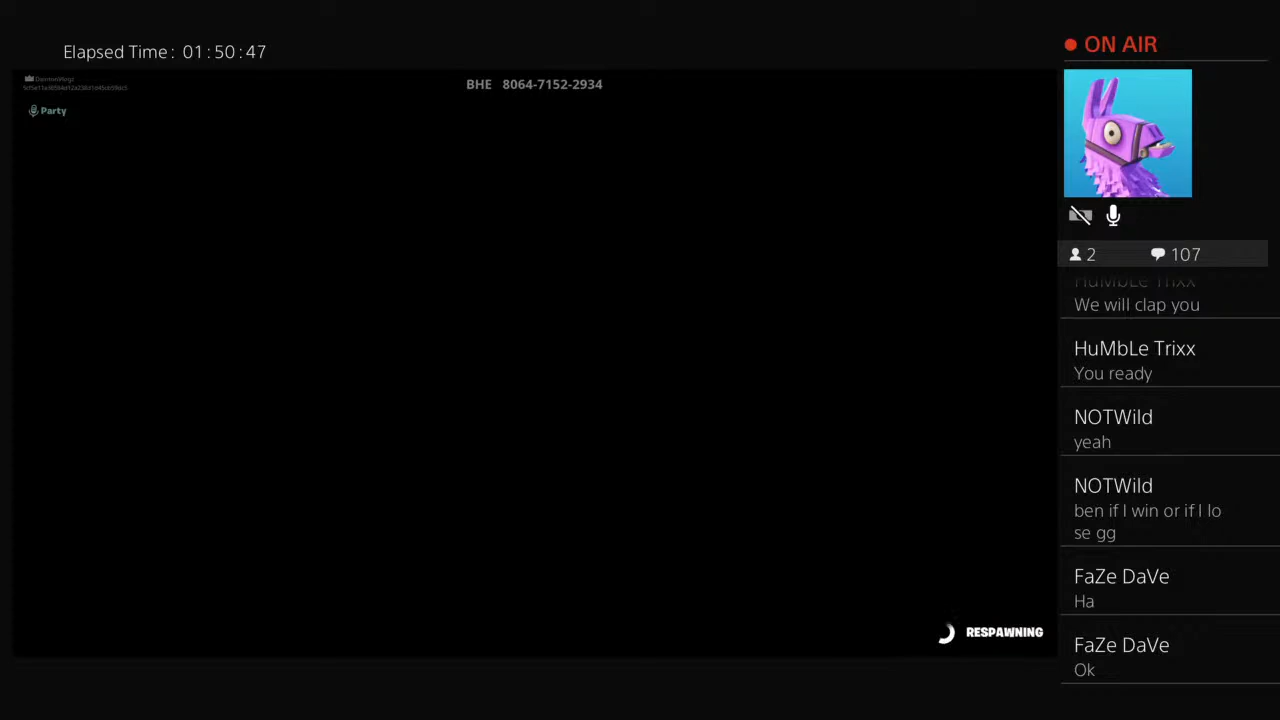 Elapsed Time: 01:50:47
ON AIR
BHE 8064-7152-2934
Party
2 107
HuMbLe Trixx
We will clap you
HuMbLe Trixx
You ready
NOTWild
yeah
NOTWild
ben if I win or if I lo
se gg
FaZe DaVe
Ha
FaZe DaVe
Ok
RESPAWNING